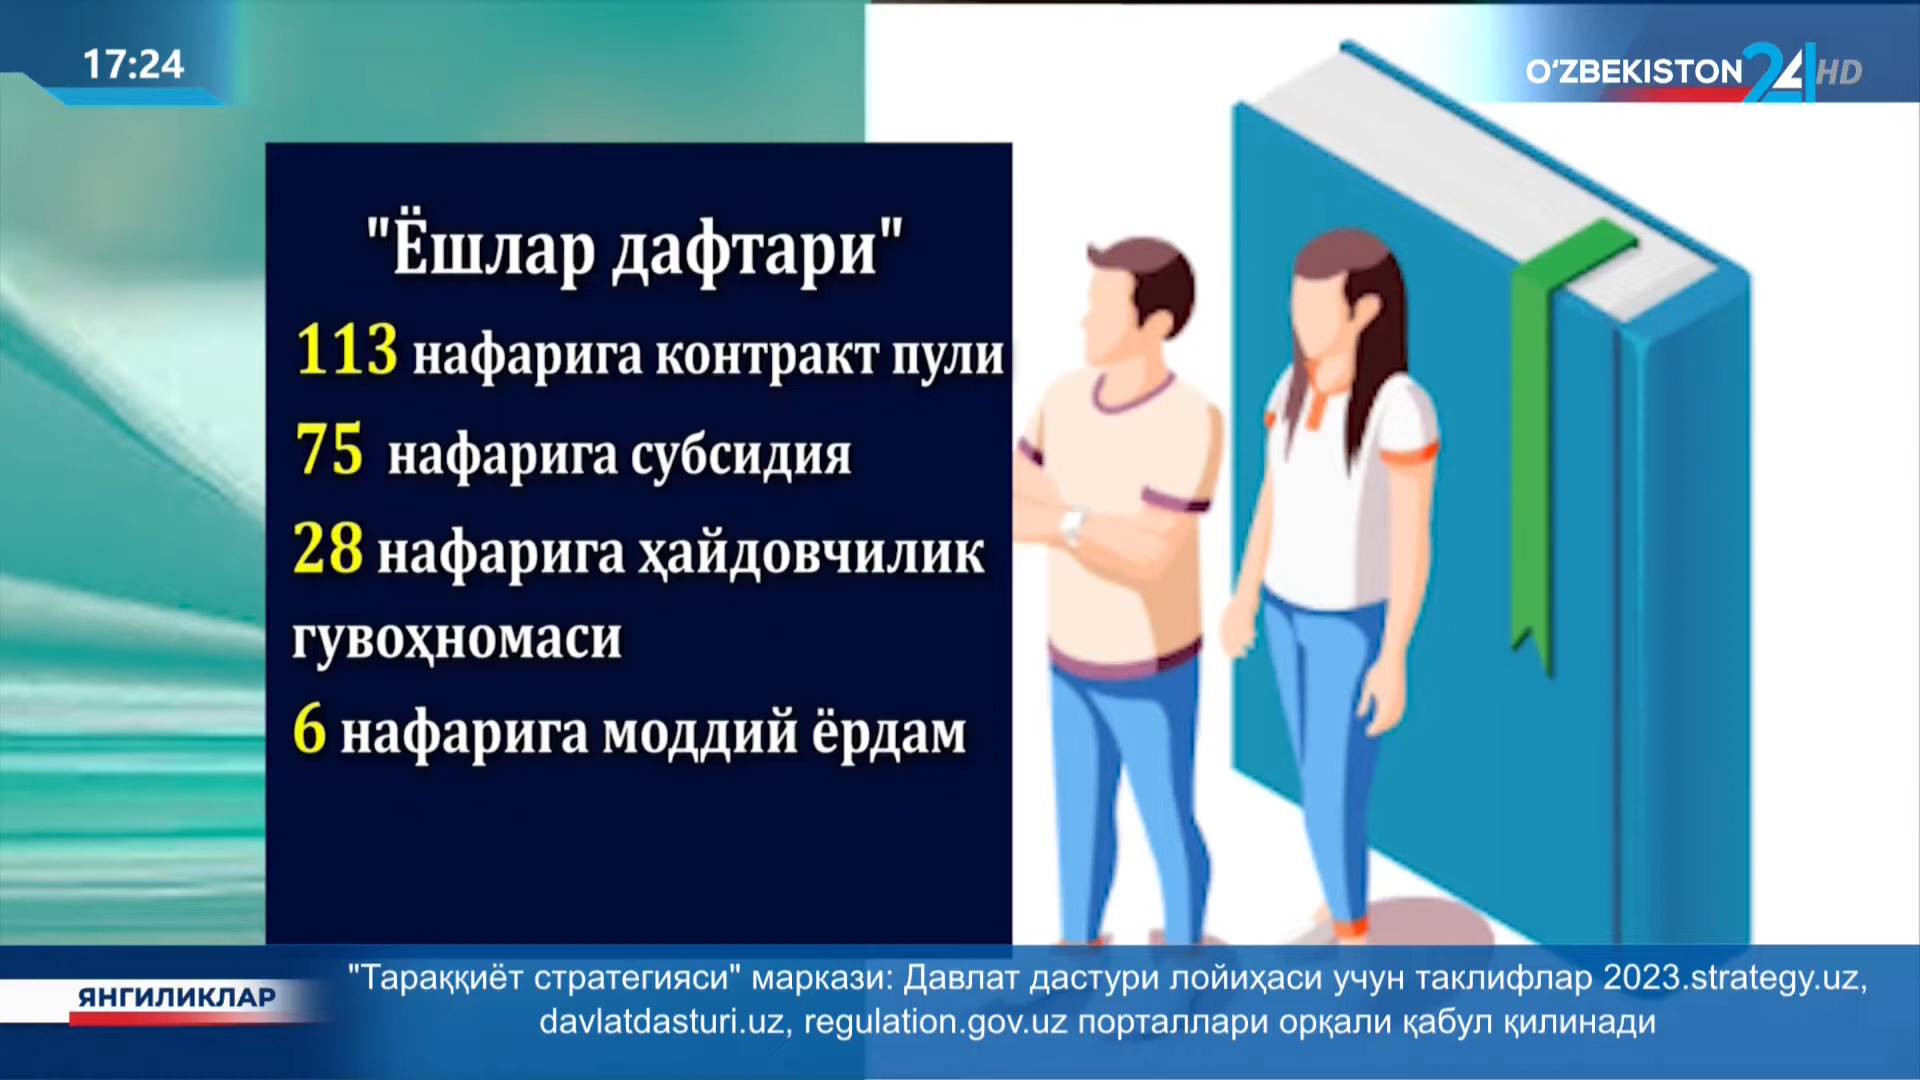 17:24
O‘ZBEKISTON 24 HD
"Ёшлар дафтари"
113 нафарига контракт пули
75 нафарига субсидия
28 нафарига ҳайдовчилик
гувоҳномаси
6 нафарига моддий ёрдам
ЯНГИЛИКЛАР
"Тараққиёт стратегияси" маркази: Давлат дастури лойиҳаси учун таклифлар 2023.strategy.uz,
davlatdasturi.uz, regulation.gov.uz порталлари орқали қабул қилинади